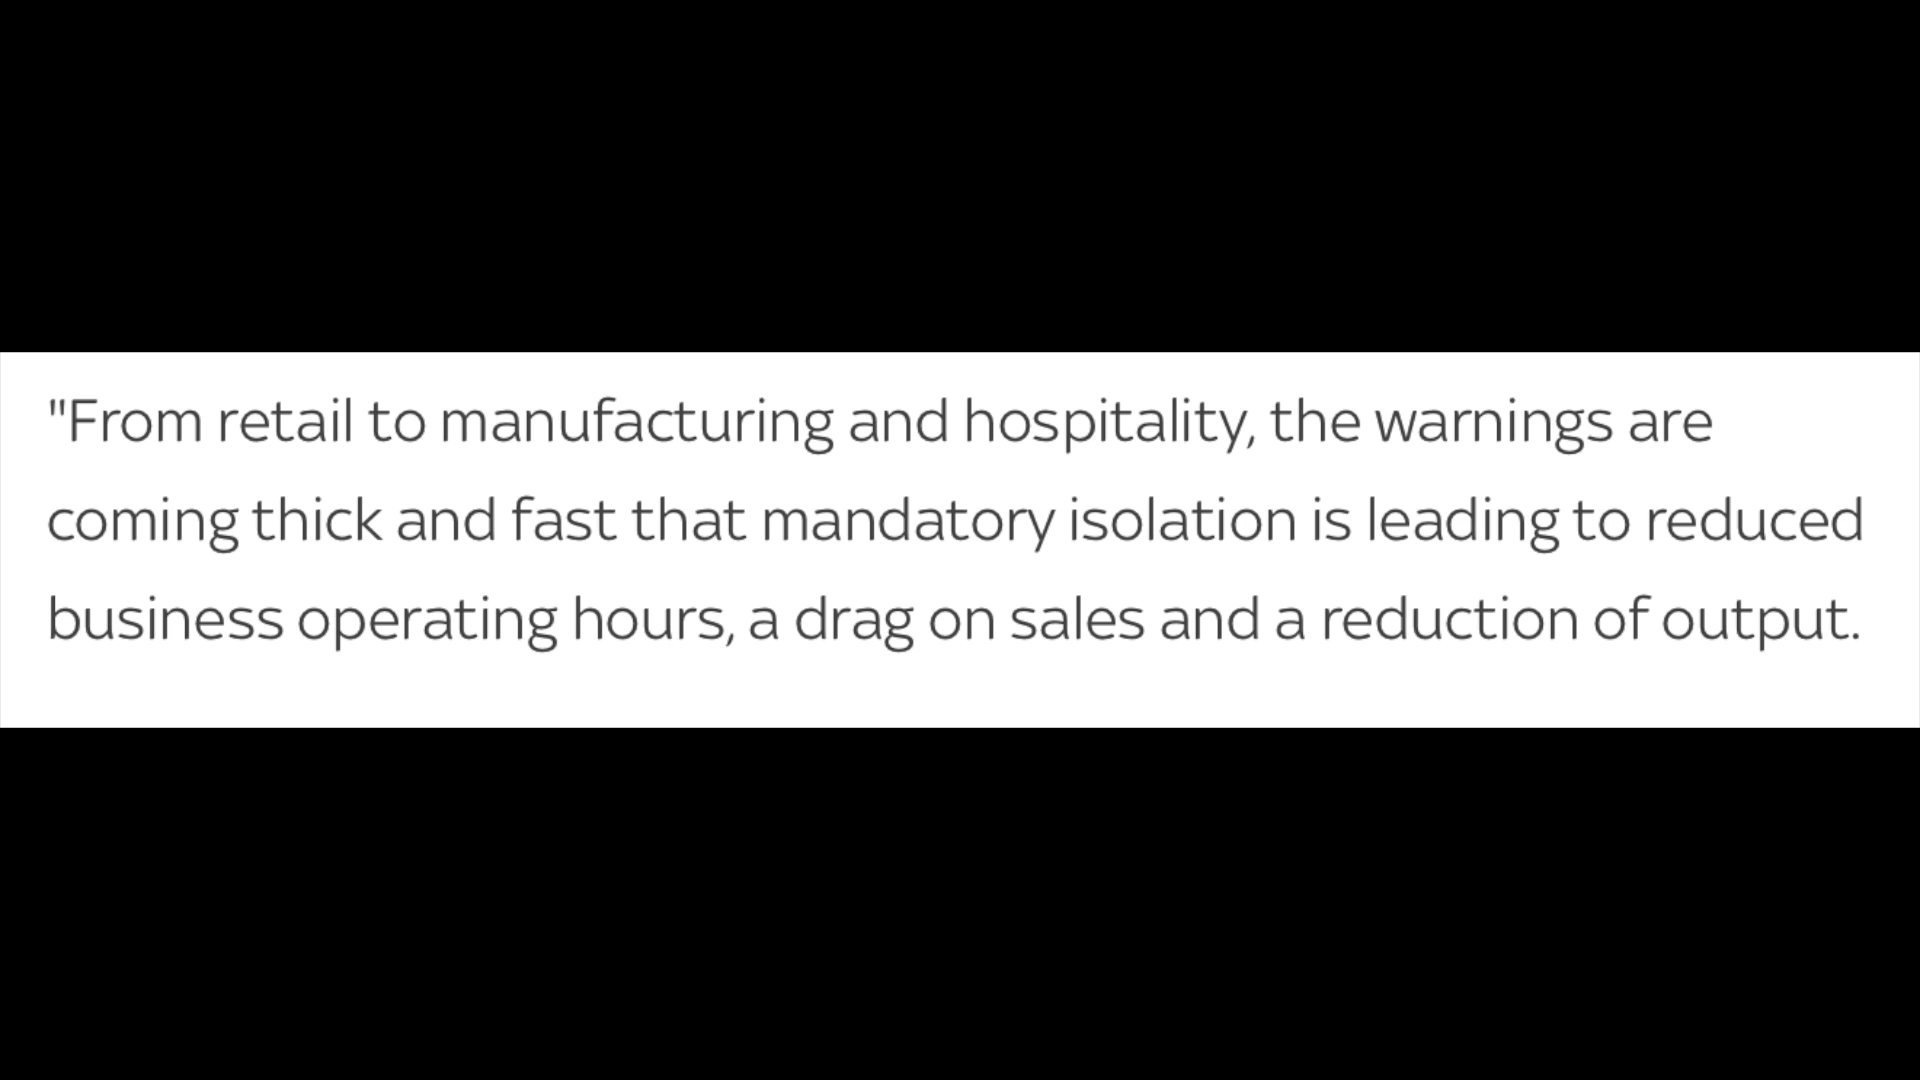 "From retail to manufacturing and hospitality, the warnings are
coming thick and fast that mandatory isolation is leading to reduced
business operating hours, a drag on sales and a reduction of output.